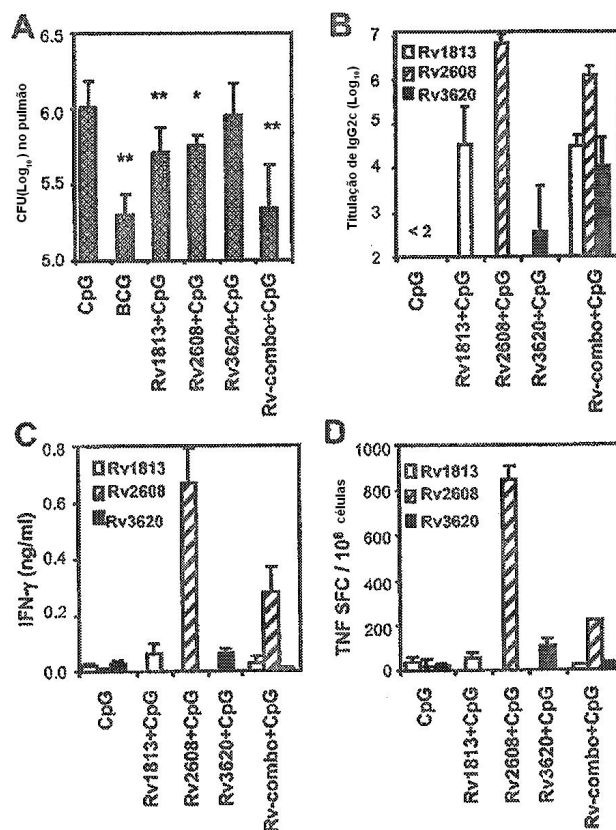 A
CFU(Log₁₀) no pulmão
6.5
6.0
5.5
5.0
**
**
*
**
CpG
BCG
Rv1813+CpG
Rv2608+CpG
Rv3620+CpG
Rv-combo+CpG
B
Titulação de IgG2c (Log₁₀)
7
6
5
4
3
2
Rv1813
Rv2608
Rv3620
< 2
CpG
Rv1813+CpG
Rv2608+CpG
Rv3620+CpG
Rv-combo+CpG
C
IFN-γ (ng/ml)
0.8
0.6
0.4
0.2
0.0
Rv1813
Rv2608
Rv3620
CpG
Rv1813+CpG
Rv2608+CpG
Rv3620+CpG
Rv-combo+CpG
D
TNF SFC / 10⁶ células
1000
800
600
400
200
0
Rv1813
Rv2608
Rv3620
CpG
Rv1813+CpG
Rv2608+CpG
Rv3620+CpG
Rv-combo+CpG